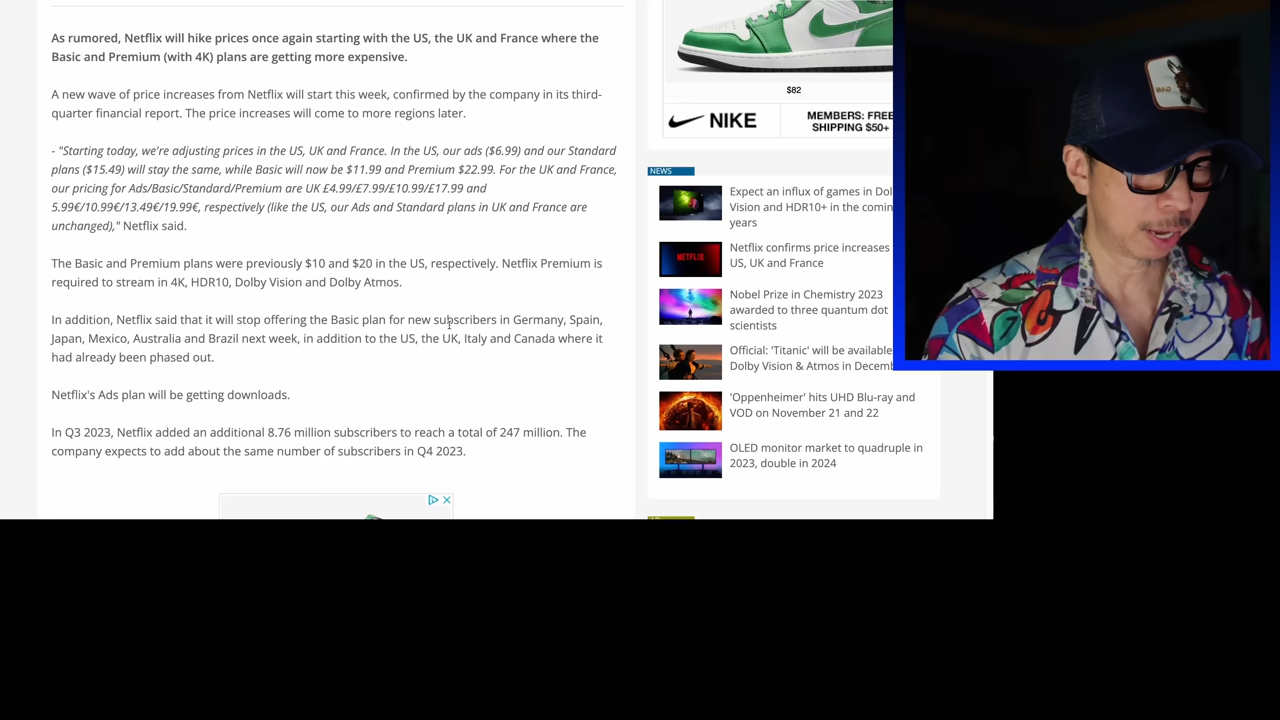 As rumored, Netflix will hike prices once again starting with the US, the UK and France where the
Basic and Premium (with 4K) plans are getting more expensive.
A new wave of price increases from Netflix will start this week, confirmed by the company in its third-
quarter financial report. The price increases will come to more regions later.
- "Starting today, we're adjusting prices in the US, UK and France. In the US, our ads ($6.99) and our Standard
plans ($15.49) will stay the same, while Basic will now be $11.99 and Premium $22.99. For the UK and France,
our pricing for Ads/Basic/Standard/Premium are UK £4.99/£7.99/£10.99/£17.99 and
5.99€/10.99€/13.49€/19.99€, respectively (like the US, our Ads and Standard plans in UK and France are
unchanged)," Netflix said.
The Basic and Premium plans were previously $10 and $20 in the US, respectively. Netflix Premium is
required to stream in 4K, HDR10, Dolby Vision and Dolby Atmos.
In addition, Netflix said that it will stop offering the Basic plan for new subscribers in Germany, Spain,
Japan, Mexico, Australia and Brazil next week, in addition to the US, the UK, Italy and Canada where it
had already been phased out.
Netflix's Ads plan will be getting downloads.
In Q3 2023, Netflix added an additional 8.76 million subscribers to reach a total of 247 million. The
company expects to add about the same number of subscribers in Q4 2023.
$82
NIKE
MEMBERS: FREE
SHIPPING $50+
NEWS
Expect an influx of games in Dol
Vision and HDR10+ in the comin
years
NETFLIX
Netflix confirms price increases
US, UK and France
Nobel Prize in Chemistry 2023
awarded to three quantum dot
scientists
Official: 'Titanic' will be available
Dolby Vision & Atmos in Decemb
'Oppenheimer' hits UHD Blu-ray and
VOD on November 21 and 22
OLED monitor market to quadruple in
2023, double in 2024